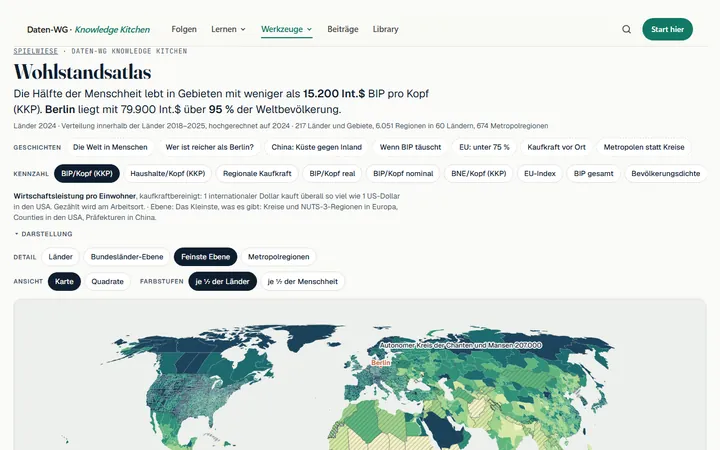 Daten-WG · Knowledge Kitchen
Folgen
Lernen
Werkzeuge
Beiträge
Library
Start hier
SPIELWIESE · DATEN-WG KNOWLEDGE KITCHEN
Wohlstandsatlas
Die Hälfte der Menschheit lebt in Gebieten mit weniger als 15.200 Int.$ BIP pro Kopf
(KKP). Berlin liegt mit 79.900 Int.$ über 95 % der Weltbevölkerung.
Länder 2024 · Verteilung innerhalb der Länder 2018–2025, hochgerechnet auf 2024 · 217 Länder und Gebiete, 6.051 Regionen in 60 Ländern, 674 Metropolregionen
GESCHICHTEN Die Welt in Menschen Wer ist reicher als Berlin? China: Küste gegen Inland Wenn BIP täuscht EU: unter 75 % Kaufkraft vor Ort Metropolen statt Kreise
KENNZAHL BIP/Kopf (KKP) Haushalte/Kopf (KKP) Regionale Kaufkraft BIP/Kopf real BIP/Kopf nominal BNE/Kopf (KKP) EU-Index BIP gesamt Bevölkerungsdichte
Wirtschaftsleistung pro Einwohner, kaufkraftbereinigt: 1 internationaler Dollar kauft überall so viel wie 1 US-Dollar
in den USA. Gezählt wird am Arbeitsort. · Ebene: Das Kleinste, was es gibt: Kreise und NUTS-3-Regionen in Europa,
Counties in den USA, Präfekturen in China.
DARSTELLUNG
DETAIL Länder Bundesländer-Ebene Feinste Ebene Metropolregionen
ANSICHT Karte Quadrate FARBSTUFEN je ⅐ der Länder je ⅐ der Menschheit
Autonomer Kreis der Chanten und Mansen 207.000
Berlin